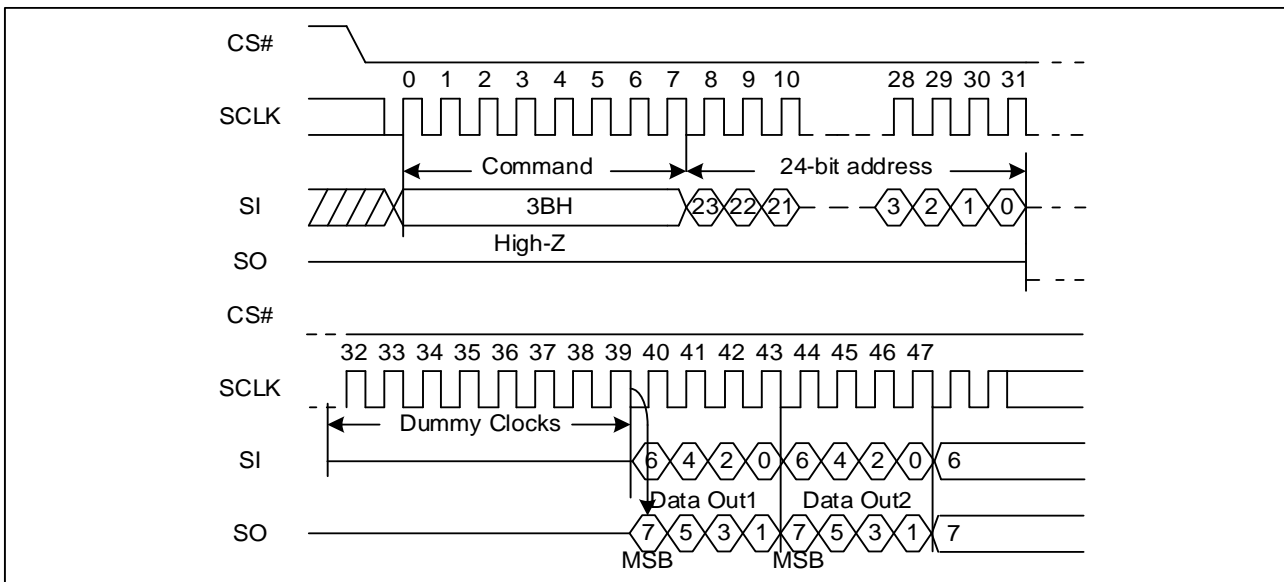 CS#
0 1 2 3 4 5 6 7 8 9 10 28 29 30 31
SCLK
Command 24-bit address
SI 3BH 23 22 21 3 2 1 0
High-Z
SO
CS#
32 33 34 35 36 37 38 39 40 41 42 43 44 45 46 47
SCLK
Dummy Clocks
SI 6 4 2 0 6 4 2 0 6
Data Out1 Data Out2
SO 7 5 3 1 7 5 3 1 7
MSB MSB